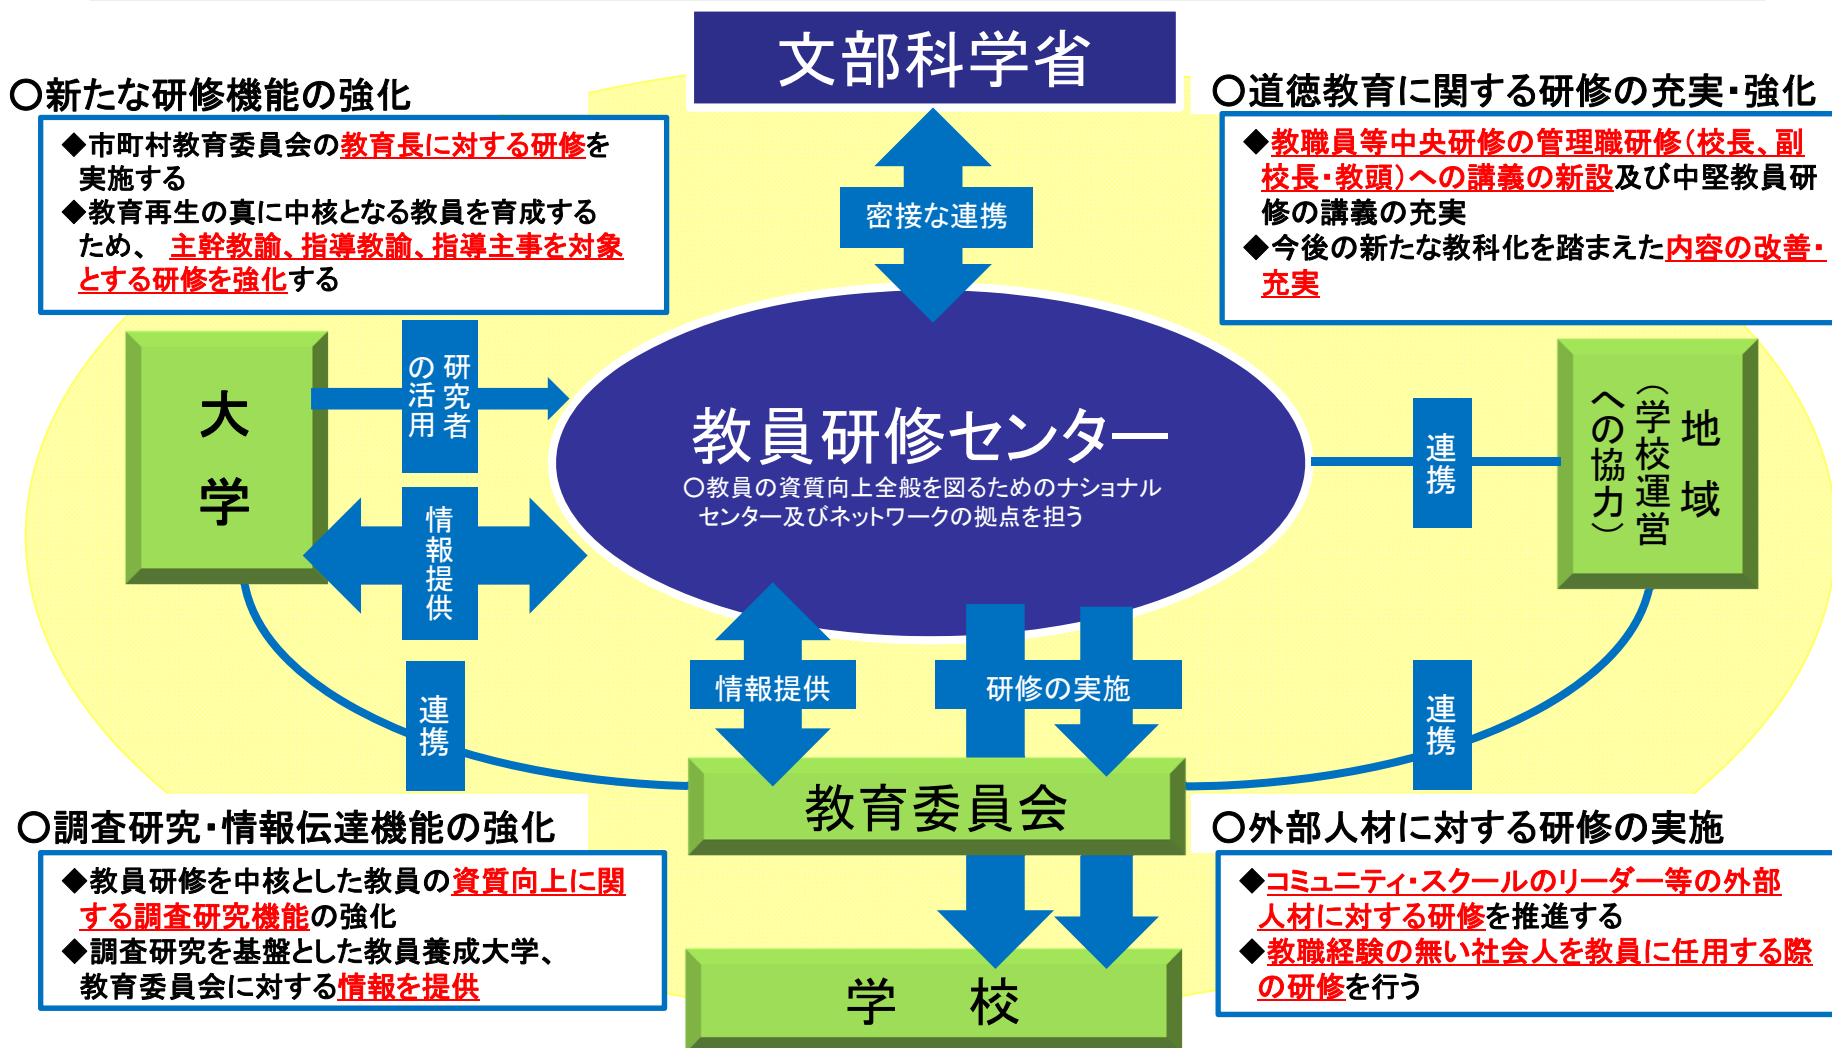 文部科学省
○新たな研修機能の強化
◆市町村教育委員会の教育長に対する研修を
実施する
◆教育再生の真に中核となる教員を育成する
ため、 主幹教諭、指導教諭、指導主事を対象
とする研修を強化する
○道徳教育に関する研修の充実・強化
◆教職員等中央研修の管理職研修(校長、副
校長・教頭)への講義の新設及び中堅教員研
修の講義の充実
◆今後の新たな教科化を踏まえた内容の改善・
充実
密接な連携
大学
研究者
の活用
情報提供
教員研修センター
○教員の資質向上全般を図るためのナショナル
センター及びネットワークの拠点を担う
連携
地域
(学校運営
への協力)
連携
情報提供
研修の実施
連携
教育委員会
学 校
○調査研究・情報伝達機能の強化
◆教員研修を中核とした教員の資質向上に関
する調査研究機能の強化
◆調査研究を基盤とした教員養成大学、
教育委員会に対する情報を提供
○外部人材に対する研修の実施
◆コミュニティ・スクールのリーダー等の外部
人材に対する研修を推進する
◆教職経験の無い社会人を教員に任用する際
の研修を行う